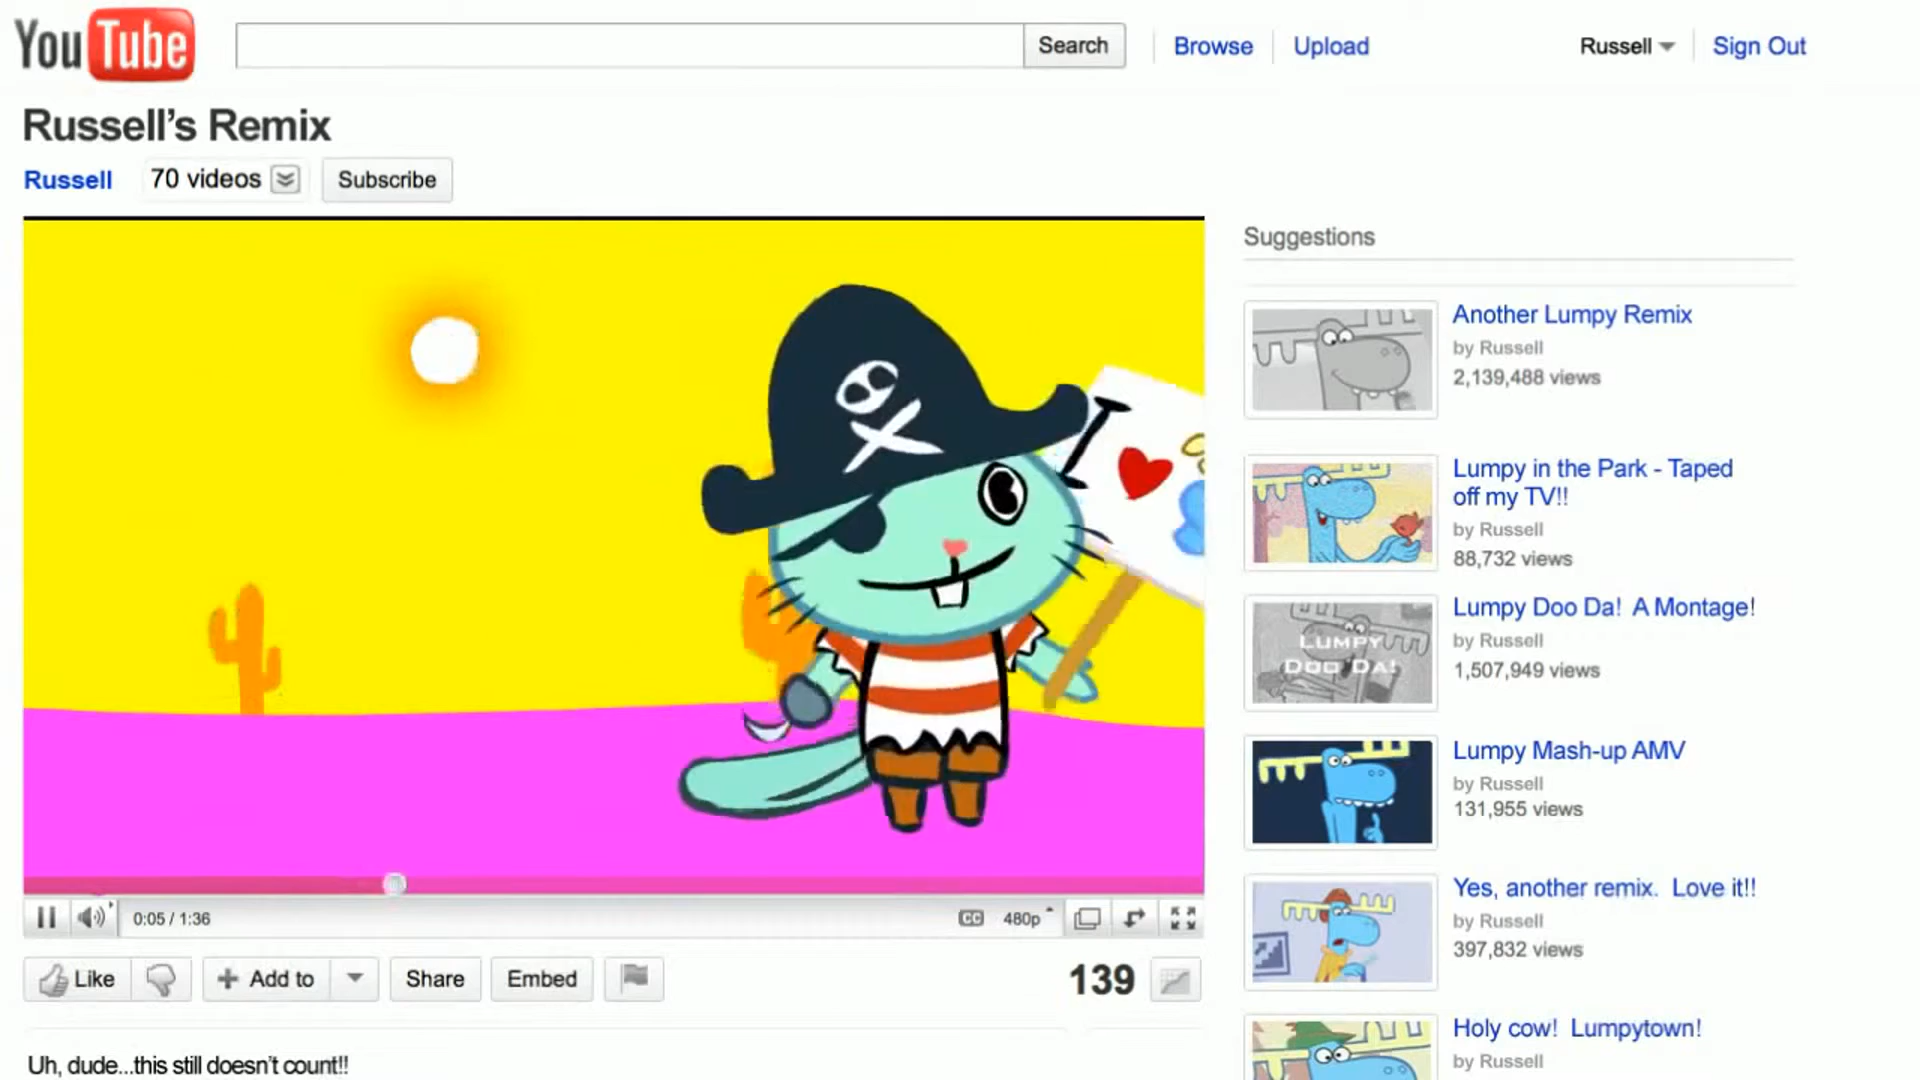 YouTube
Search
Browse
Upload
Russell
Sign Out
Russell's Remix
Russell
70 videos
Subscribe
I
Suggestions
Another Lumpy Remix
by Russell
2,139,488 views
Lumpy in the Park - Taped
off my TV!!
by Russell
88,732 views
LUMPY
DOO DA!
Lumpy Doo Da!  A Montage!
by Russell
1,507,949 views
Lumpy Mash-up AMV
by Russell
131,955 views
Yes, another remix.  Love it!!
by Russell
397,832 views
Holy cow!  Lumpytown!
by Russell
0:05 / 1:36
CC
480p
Like
+ Add to
Share
Embed
139
Uh, dude...this still doesn't count!!